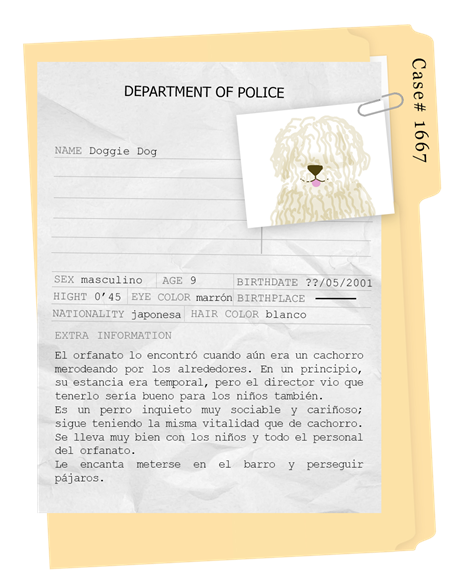 DEPARTMENT OF POLICE
Case# 1667
NAME Doggie Dog
SEX masculino AGE 9 BIRTHDATE ??/05/2001
HIGHT 0'45 EYE COLOR marrón BIRTHPLACE
NATIONALITY japonesa HAIR COLOR blanco
EXTRA INFORMATION
El orfanato lo encontró cuando aún era un cachorro
merodeando por los alrededores. En un principio,
su estancia era temporal, pero el director vio que
tenerlo sería bueno para los niños también.
Es un perro inquieto muy sociable y cariñoso;
sigue teniendo la misma vitalidad que de cachorro.
Se lleva muy bien con los niños y todo el personal
del orfanato.
Le encanta meterse en el barro y perseguir
pájaros.